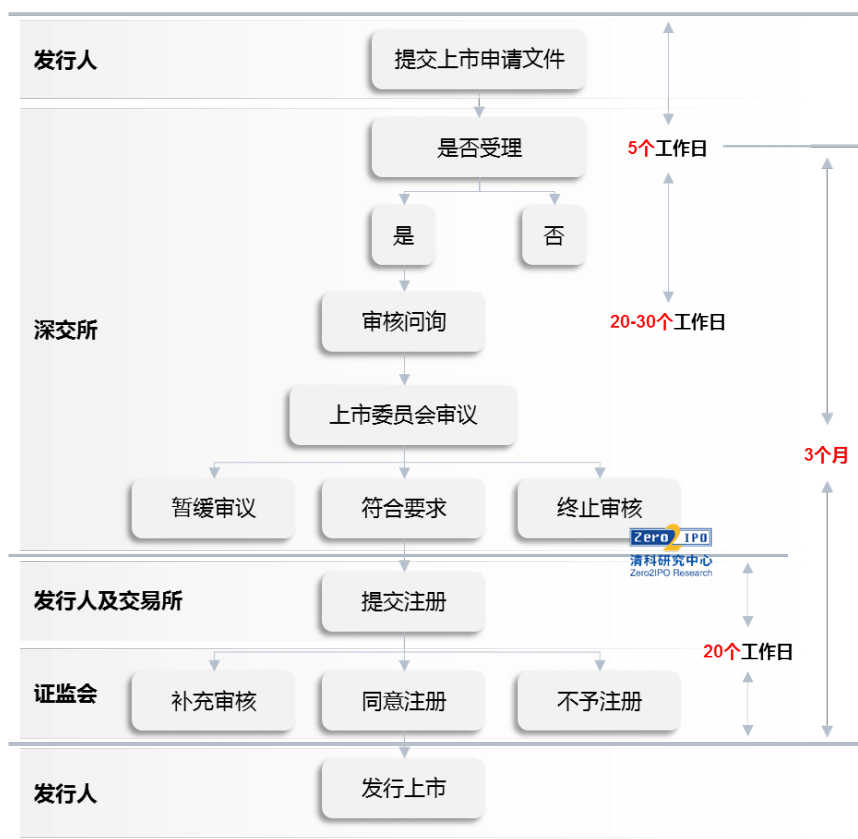 发行人
提交上市申请文件
是否受理
5个工作日
是
否
深交所
审核问询
20-30个工作日
上市委员会审议
3个月
暂缓审议
符合要求
终止审核
Zero2IPO
清科研究中心
Zero2IPO Research
发行人及交易所
提交注册
20个工作日
证监会
补充审核
同意注册
不予注册
发行人
发行上市